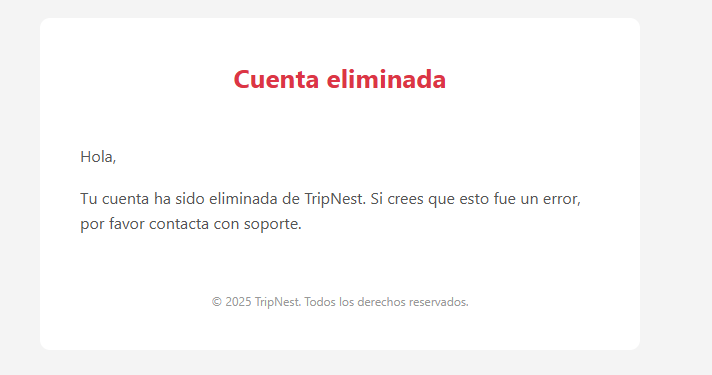 Cuenta eliminada
Hola,
Tu cuenta ha sido eliminada de TripNest. Si crees que esto fue un error,
por favor contacta con soporte.
© 2025 TripNest. Todos los derechos reservados.